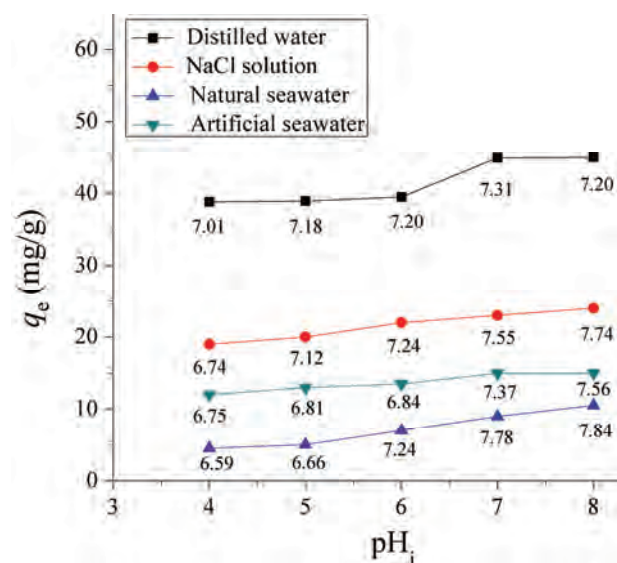 Distilled water
NaCl solution
Natural seawater
Artificial seawater
60
50
40
30
20
10
0
qe (mg/g)
7.01 7.18 7.20 7.31 7.20
6.74 7.12 7.24 7.55 7.74
6.75 6.81 6.84 7.37 7.56
6.59 6.66 7.24 7.78 7.84
3 4 5 6 7 8
pHi